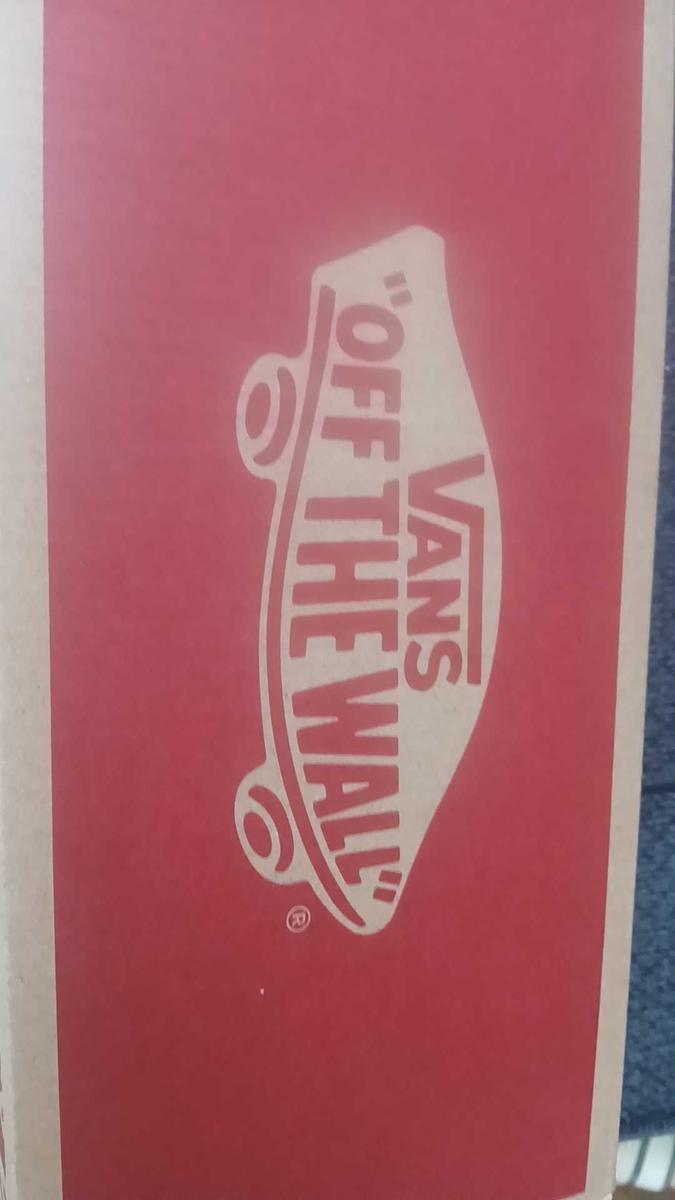 VANS
"OFF THE WALL"
®